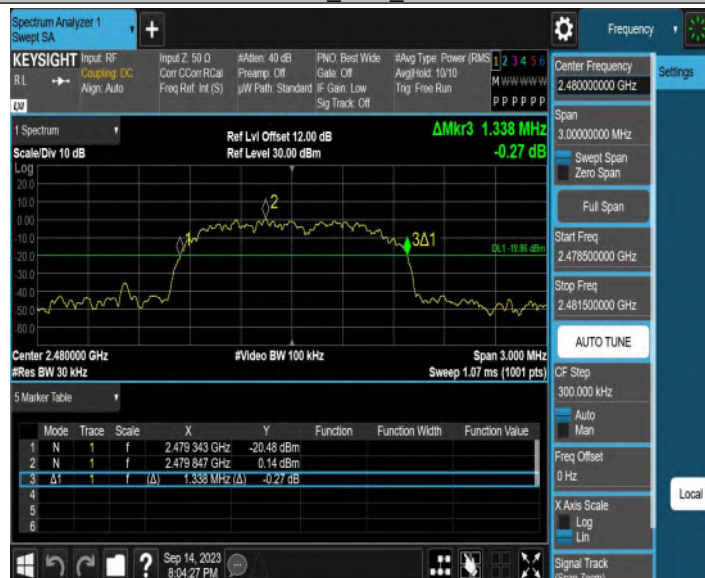 Spectrum Analyzer 1
Swept SA
+
Frequency
KEYSIGHT
RL
Input: RF
Coupling: DC
Align: Auto
Input Z: 50 Ω
Corr CCorr RCal
Freq Ref: Int (S)
#Atten: 40 dB
Preamp: Off
µW Path: Standard
PNO: Best Wide
Gate: Off
IF Gain: Low
Sig Track: Off
#Avg Type: Power (RMS
Avg|Hold: 10/10
Trig: Free Run
1 2 3 4 5 6
M W W W W W
P P P P P P
LXI
1 Spectrum
Scale/Div 10 dB
Ref Lvl Offset 12.00 dB
Ref Level 30.00 dBm
ΔMkr3 1.338 MHz
-0.27 dB
Log
20.0
10.0
0.00
-10.0
-20.0
-30.0
-40.0
-50.0
-60.0
1
2
3Δ1
DL1 -19.86 dBm
Center 2.480000 GHz
#Res BW 30 kHz
#Video BW 100 kHz
Span 3.000 MHz
Sweep 1.07 ms (1001 pts)
5 Marker Table
Mode Trace Scale X Y Function Function Width Function Value
1 N 1 f 2.479 343 GHz -20.48 dBm
2 N 1 f 2.479 847 GHz 0.14 dBm
3 Δ1 1 f (Δ) 1.338 MHz (Δ) -0.27 dB
4
5
6
Sep 14, 2023
8:04:27 PM
Center Frequency
2.480000000 GHz
Settings
Span
3.00000000 MHz
Swept Span
Zero Span
Full Span
Start Freq
2.478500000 GHz
Stop Freq
2.481500000 GHz
AUTO TUNE
CF Step
300.000 kHz
Auto
Man
Freq Offset
0 Hz
X Axis Scale
Log
Lin
Local
Signal Track
(Span Zoom)